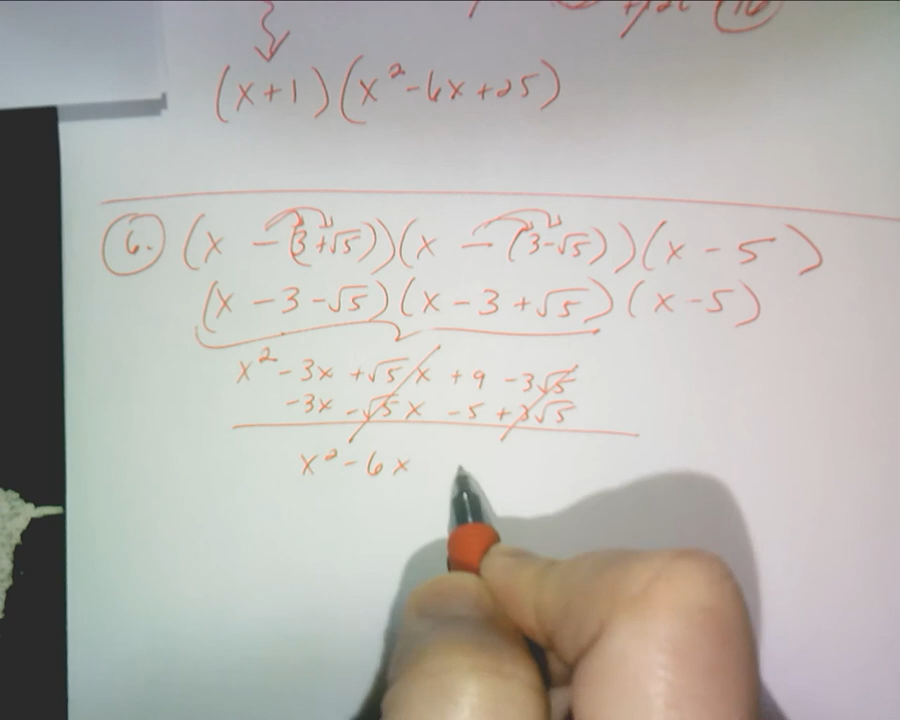 16
(x+1)(x²-6x+25)
6. (x -(3+√5))(x -(3-√5))(x-5)
(x-3-√5)(x-3+√5)(x-5)
x²-3x+√5x+9-3√5
-3x-√5x-5+3√5
x²-6x